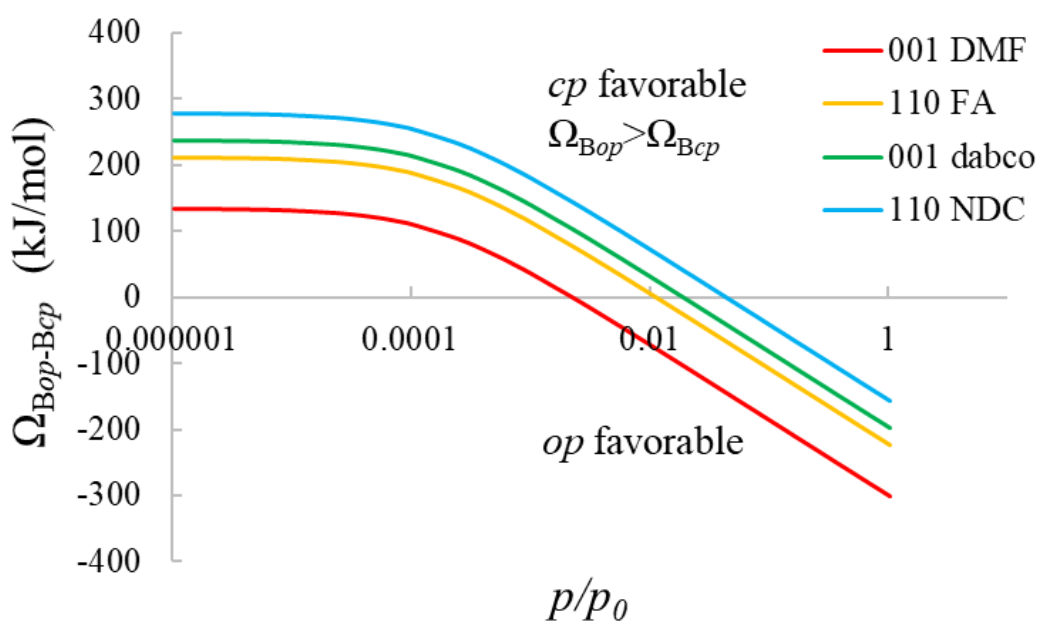 400
300
200
100
0
-100
-200
-300
-400
Ω_Bop-Bcp (kJ/mol)
0.000001
0.0001
0.01
1
p/p₀
cp favorable
Ω_Bop>Ω_Bcp
op favorable
001 DMF
110 FA
001 dabco
110 NDC